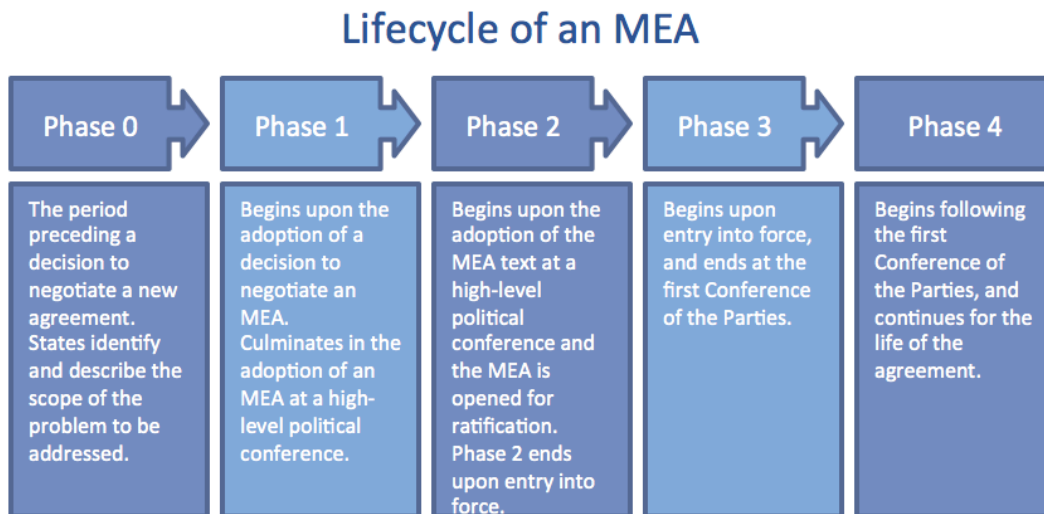 Lifecycle of an MEA
Phase 0
Phase 1
Phase 2
Phase 3
Phase 4
The period
preceding a
decision to
negotiate a new
agreement.
States identify
and describe the
scope of the
problem to be
addressed.
Begins upon the
adoption of a
decision to
negotiate an
MEA.
Culminates in the
adoption of an
MEA at a high-
level political
conference.
Begins upon the
adoption of the
MEA text at a
high-level
political
conference and
the MEA is
opened for
ratification.
Phase 2 ends
upon entry into
force.
Begins upon
entry into force,
and ends at the
first Conference
of the Parties.
Begins following
the first
Conference of
the Parties, and
continues for the
life of the
agreement.